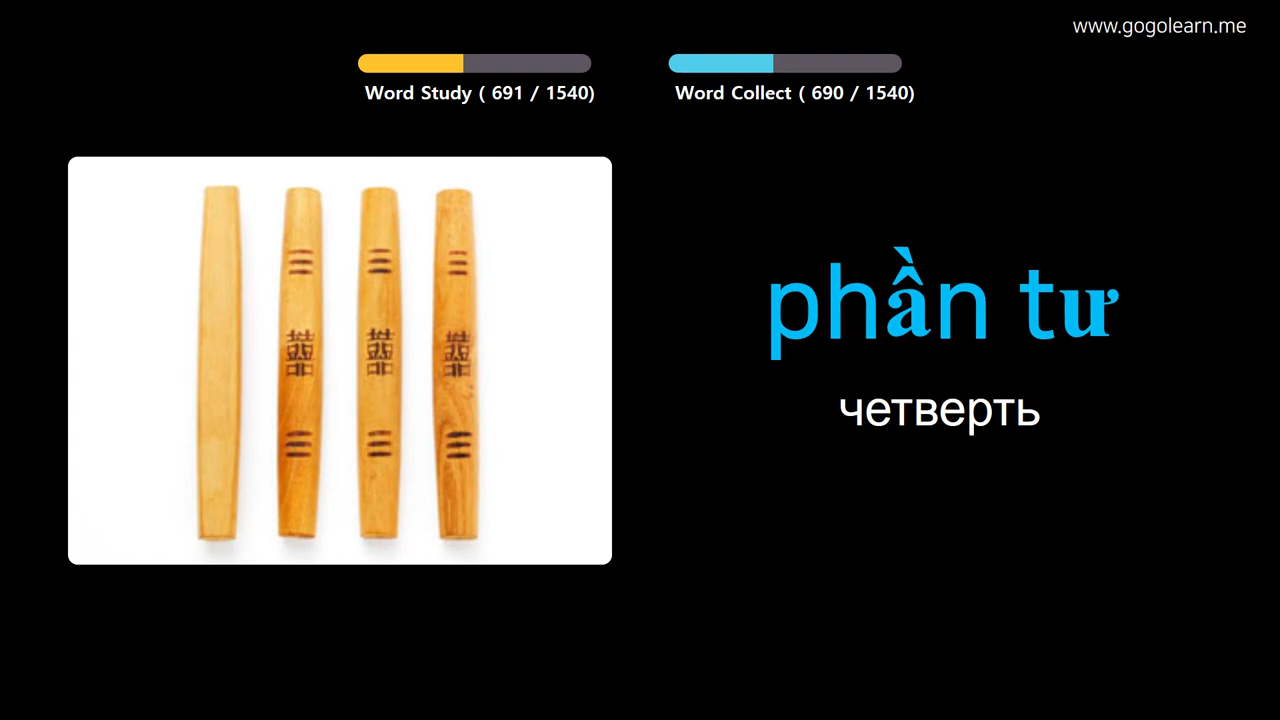 www.gogolearn.me
Word Study ( 691 / 1540)
Word Collect ( 690 / 1540)
phần tư
четверть